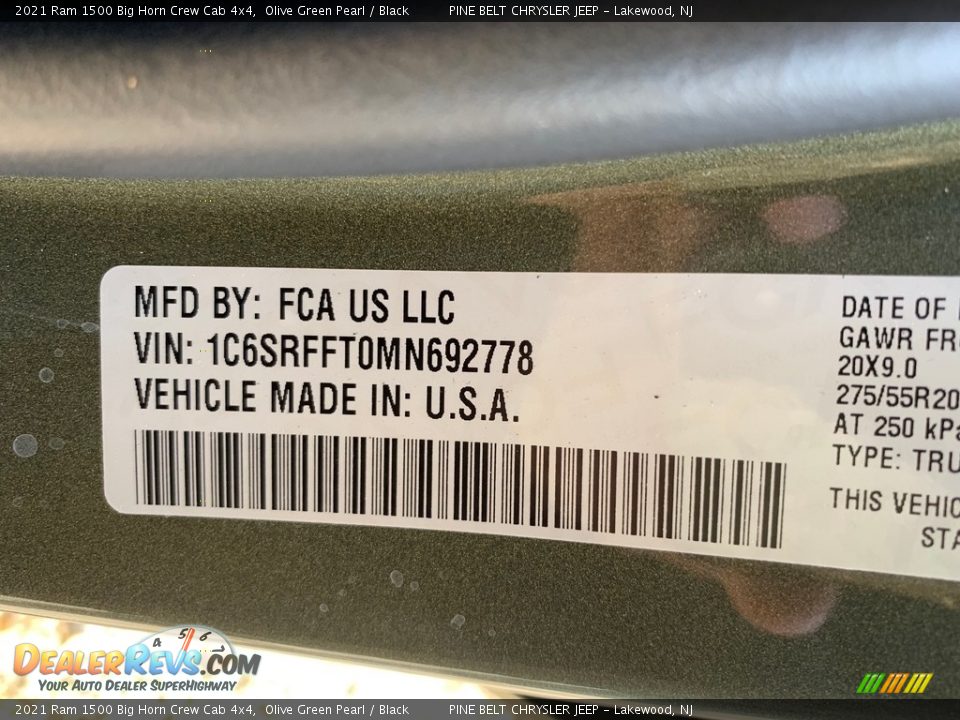 2021 Ram 1500 Big Horn Crew Cab 4x4, Olive Green Pearl / Black PINE BELT CHRYSLER JEEP - Lakewood, NJ
MFD BY: FCA US LLC
VIN: 1C6SRFFT0MN692778
VEHICLE MADE IN: U.S.A.
DATE OF
GAWR FR
20X9.0
275/55R20
AT 250 kPa
TYPE: TRU
THIS VEHIC
STA
4 5 6
DEALERREVS.COM
YOUR AUTO DEALER SUPERHIGHWAY
2021 Ram 1500 Big Horn Crew Cab 4x4, Olive Green Pearl / Black PINE BELT CHRYSLER JEEP - Lakewood, NJ